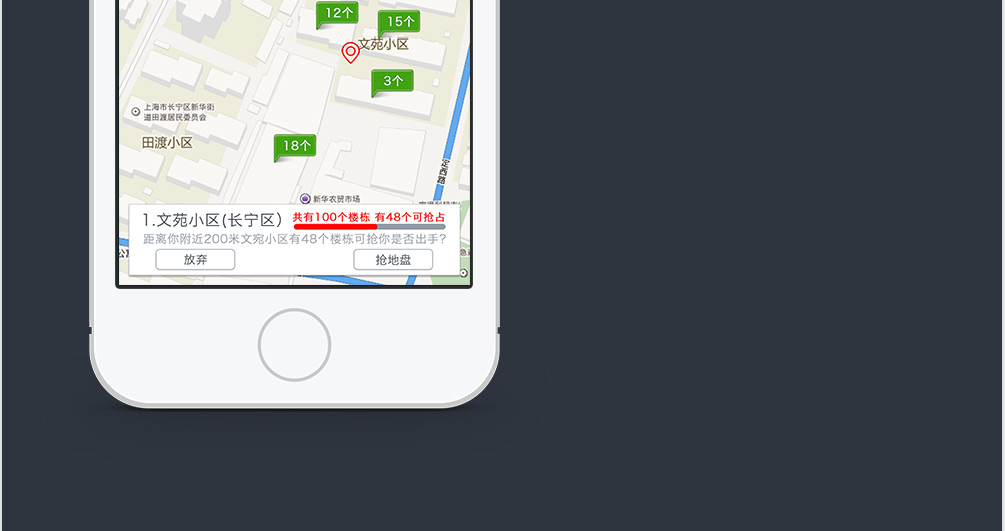 12个
15个
文苑小区
3个
上海市长宁区新华街
道田渡居民委员会
田渡小区
18个
定西路
新华农贸市场
1.文苑小区(长宁区)
共有100个楼栋 有48个可抢占
距离你附近200米文宛小区有48个楼栋可抢你是否出手?
放弃
抢地盘